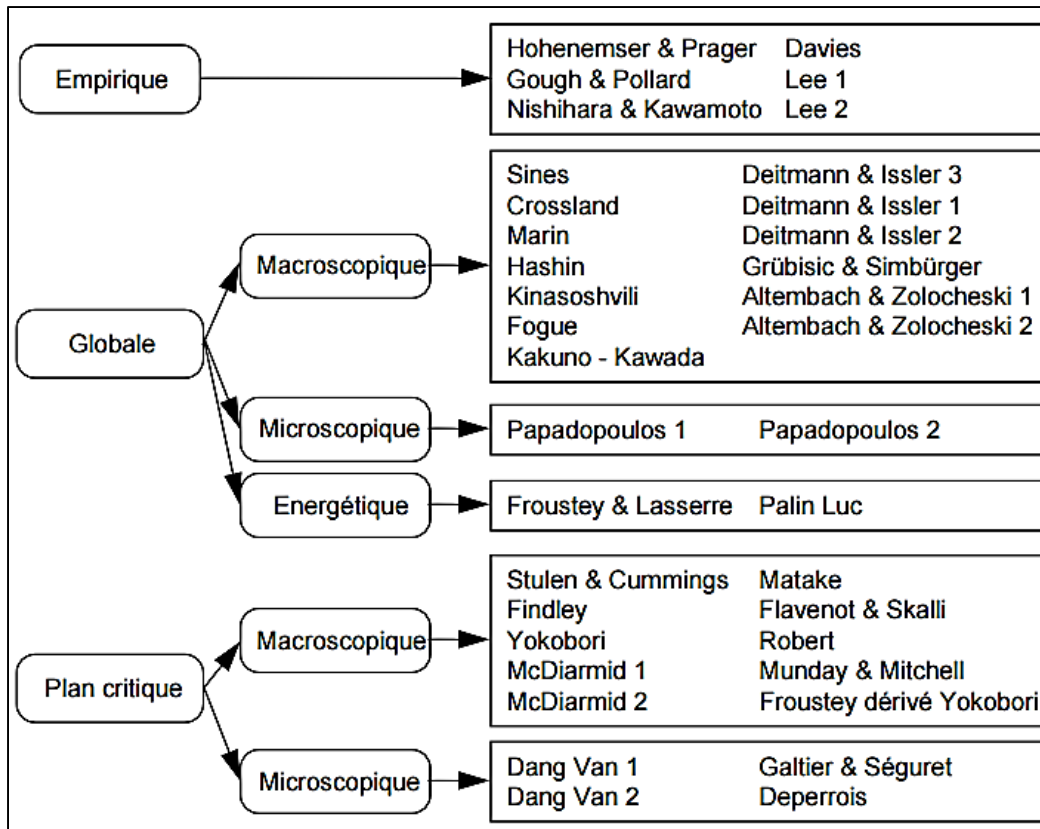 Empirique
Hohenemser & Prager Davies
Gough & Pollard Lee 1
Nishihara & Kawamoto Lee 2
Globale
Macroscopique
Sines Deitmann & Issler 3
Crossland Deitmann & Issler 1
Marin Deitmann & Issler 2
Hashin Grübisic & Simbürger
Kinasoshvili Altembach & Zolocheski 1
Fogue Altembach & Zolocheski 2
Kakuno - Kawada
Microscopique
Papadopoulos 1 Papadopoulos 2
Energétique
Froustey & Lasserre Palin Luc
Plan critique
Macroscopique
Stulen & Cummings Matake
Findley Flavenot & Skalli
Yokobori Robert
McDiarmid 1 Munday & Mitchell
McDiarmid 2 Froustey dérivé Yokobori
Microscopique
Dang Van 1 Galtier & Séguret
Dang Van 2 Deperrois